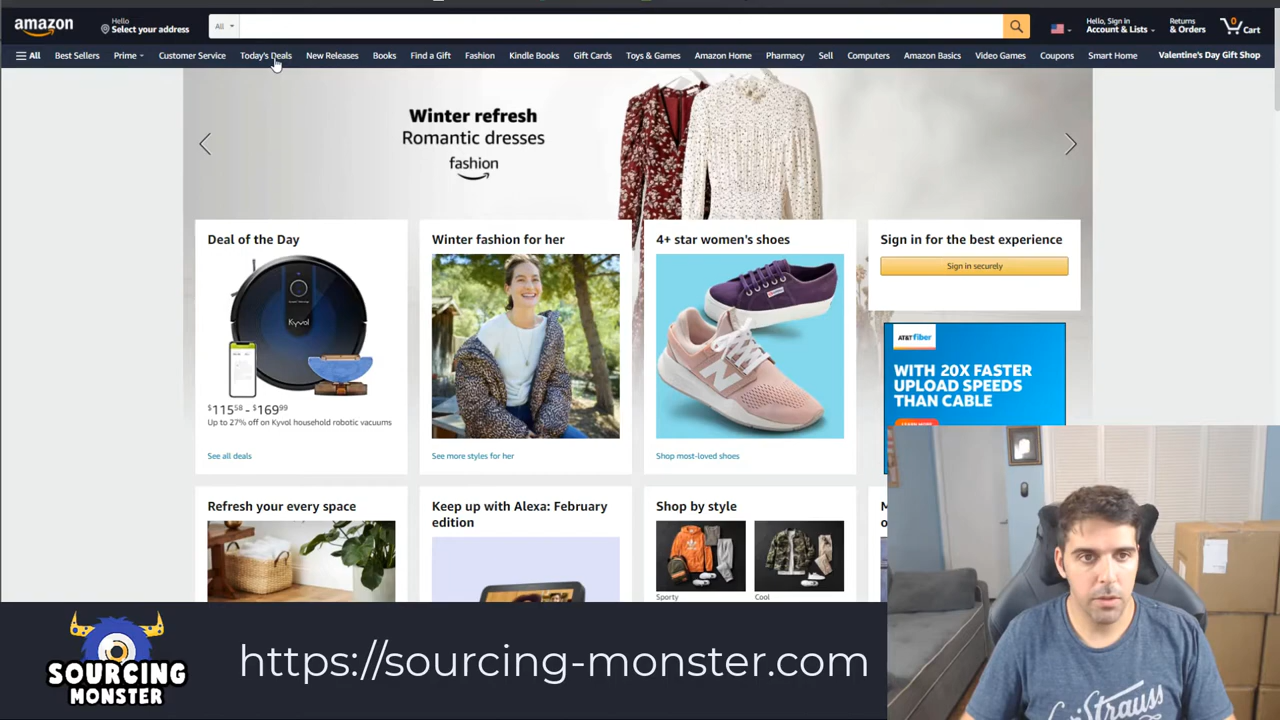 amazon
Hello
Select your address
All
Hello, Sign in
Account & Lists
Returns
& Orders
0
Cart
All
Best Sellers
Prime
Customer Service
Today's Deals
New Releases
Books
Find a Gift
Fashion
Kindle Books
Gift Cards
Toys & Games
Amazon Home
Pharmacy
Sell
Computers
Amazon Basics
Video Games
Coupons
Smart Home
Valentine's Day Gift Shop
Winter refresh
Romantic dresses
fashion
Deal of the Day
Kyvol
$11558 - $16999
Up to 27% off on Kyvol household robotic vacuums
See all deals
Winter fashion for her
See more styles for her
4+ star women's shoes
Shop most-loved shoes
Sign in for the best experience
Sign in securely
AT&T fiber
WITH 20X FASTER
UPLOAD SPEEDS
THAN CABLE
Refresh your every space
Keep up with Alexa: February
edition
Shop by style
Sporty
Cool
SOURCING
MONSTER
https://sourcing-monster.com